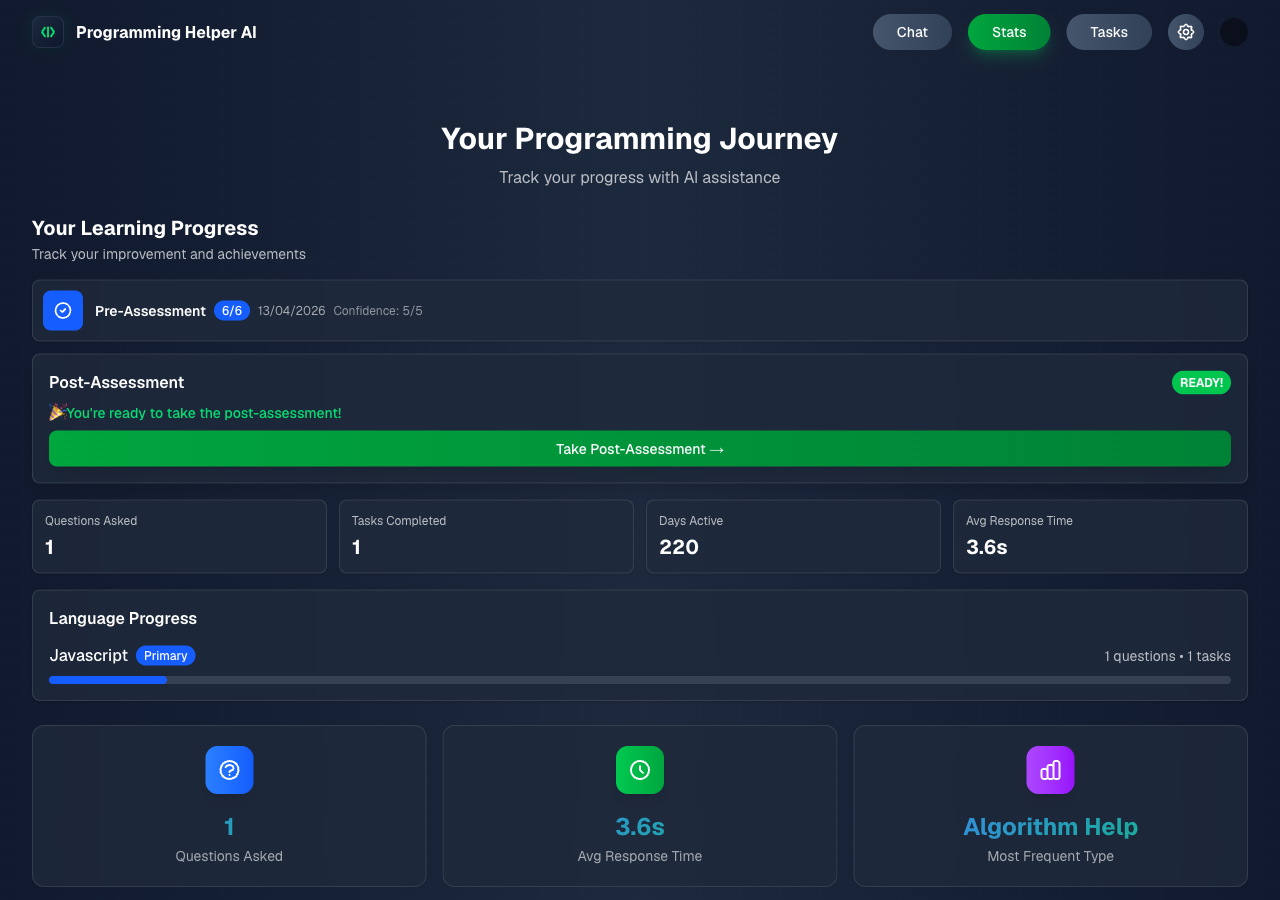 Programming Helper AI
Chat
Stats
Tasks
Your Programming Journey
Track your progress with AI assistance
Your Learning Progress
Track your improvement and achievements
Pre-Assessment 6/6 13/04/2026 Confidence: 5/5
Post-Assessment
READY!
🎉You're ready to take the post-assessment!
Take Post-Assessment →
Questions Asked
1
Tasks Completed
1
Days Active
220
Avg Response Time
3.6s
Language Progress
Javascript Primary
1 questions • 1 tasks
1
Questions Asked
3.6s
Avg Response Time
Algorithm Help
Most Frequent Type